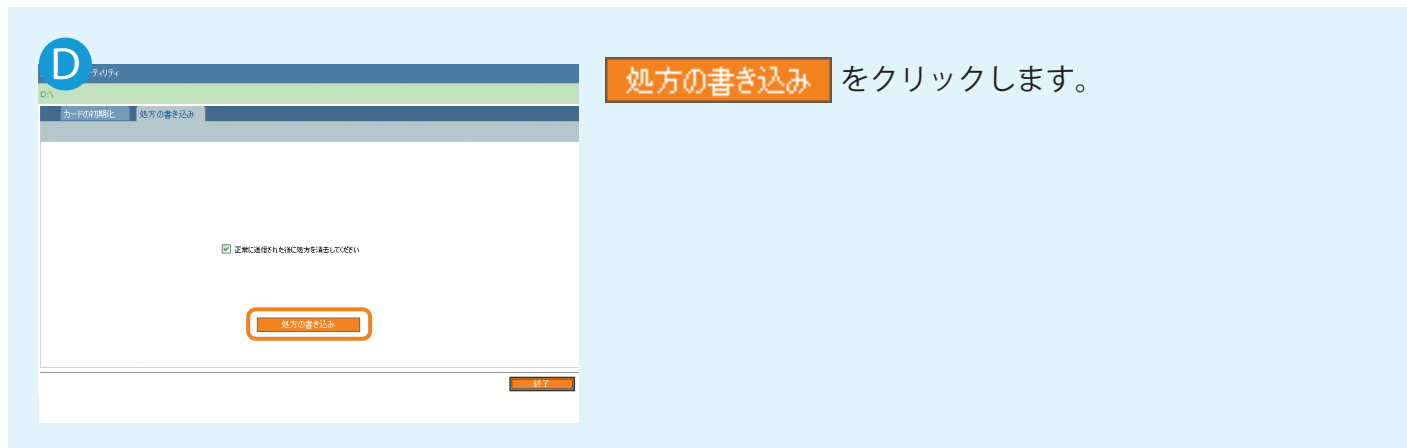 D
ーティリティ
D:\
カードの初期化 処方の書き込み
正常に送信された後に処方を消去してください
処方の書き込み
終了
処方の書き込み をクリックします。